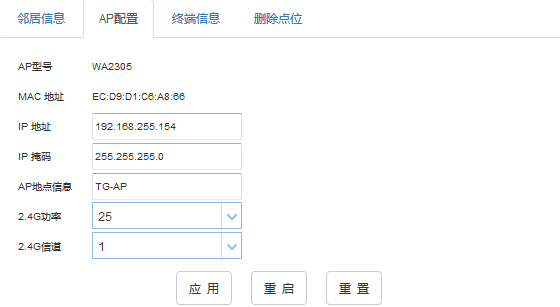 邻居信息 AP配置 终端信息 删除点位
AP型号 WA2305
MAC 地址 EC:D9:D1:C6:A8:66
IP 地址 192.168.255.154
IP 掩码 255.255.255.0
AP地点信息 TG-AP
2.4G功率 25
2.4G信道 1
应 用 重 启 重 置